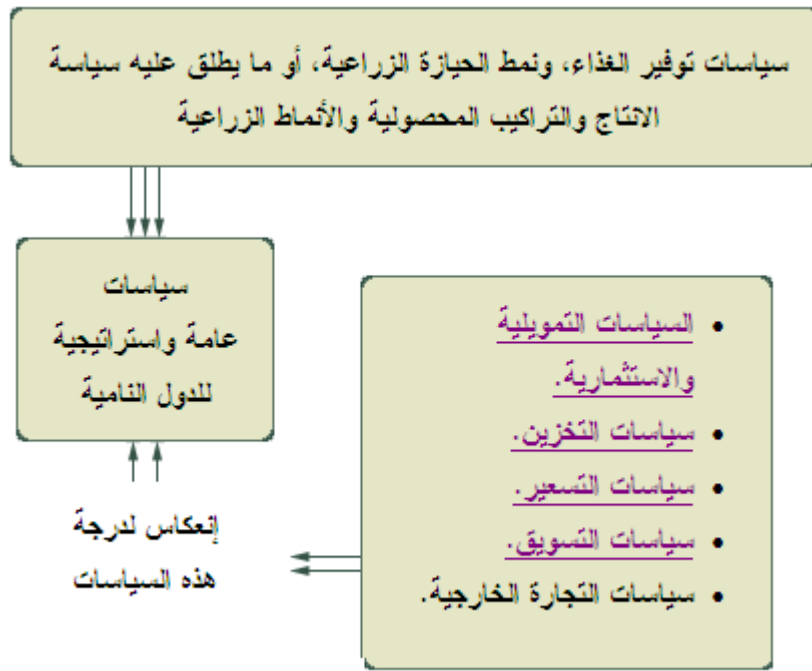 سياسات توفير الغذاء، ونمط الحيازة الزراعية، أو ما يطلق عليه سياسة
الانتاج والتراكيب المحصولية والأنماط الزراعية
سياسات
عامة واستراتيجية
للدول النامية
• السياسات التمويلية
والاستثمارية.
• سياسات التخزين.
• سياسات التسعير.
• سياسات التسويق.
• سياسات التجارة الخارجية.
إنعكاس لدرجة
هذه السياسات